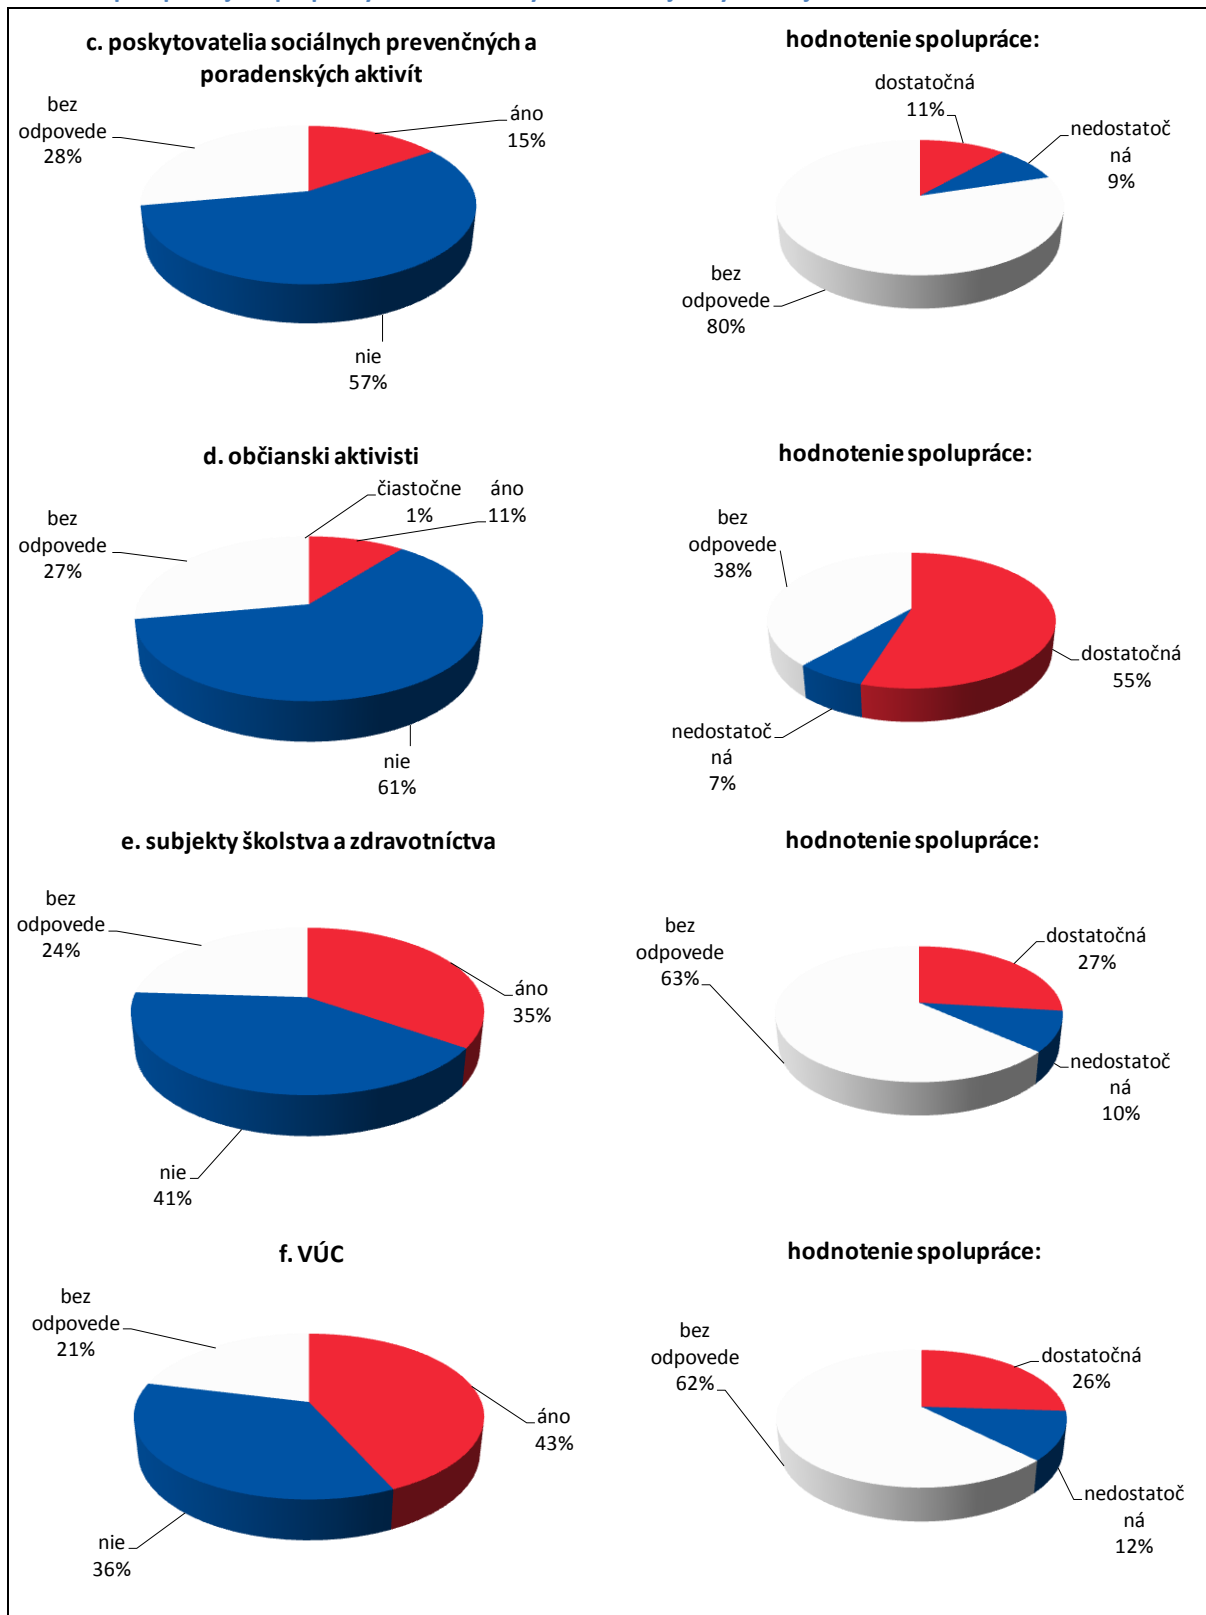 c. poskytovatelia sociálnych prevenčných a
poradenských aktivít
bez
odpovede
28%
áno
15%
nie
57%
hodnotenie spolupráce:
dostatočná
11%
nedostatoč
ná
9%
bez
odpovede
80%
d. občianski aktivisti
čiastočne
1%
áno
11%
bez
odpovede
27%
nie
61%
hodnotenie spolupráce:
bez
odpovede
38%
dostatočná
55%
nedostatoč
ná
7%
e. subjekty školstva a zdravotníctva
bez
odpovede
24%
áno
35%
nie
41%
hodnotenie spolupráce:
bez
odpovede
63%
dostatočná
27%
nedostatoč
ná
10%
f. VÚC
bez
odpovede
21%
áno
43%
nie
36%
hodnotenie spolupráce:
bez
odpovede
62%
dostatočná
26%
nedostatoč
ná
12%